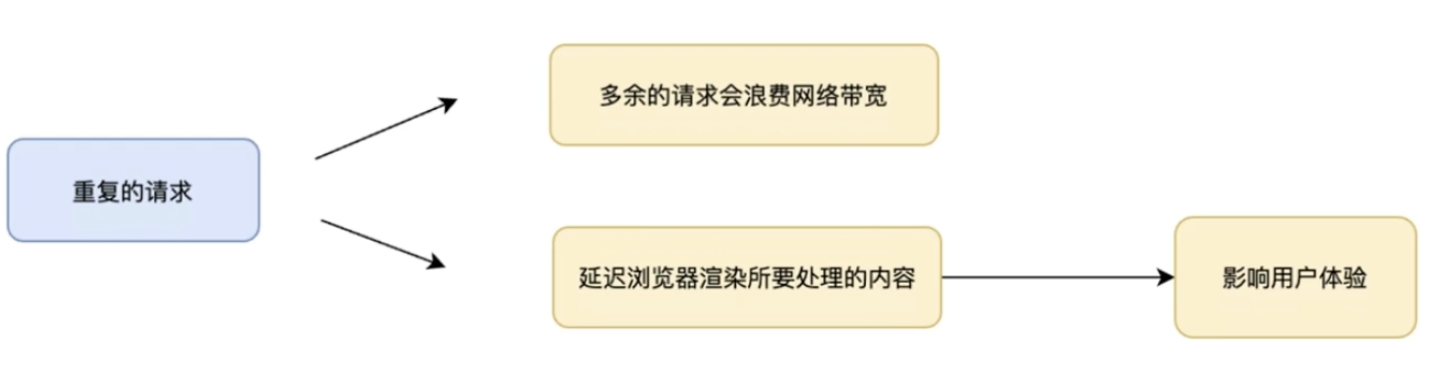 多余的请求会浪费网络带宽
重复的请求
延迟浏览器渲染所要处理的内容
影响用户体验